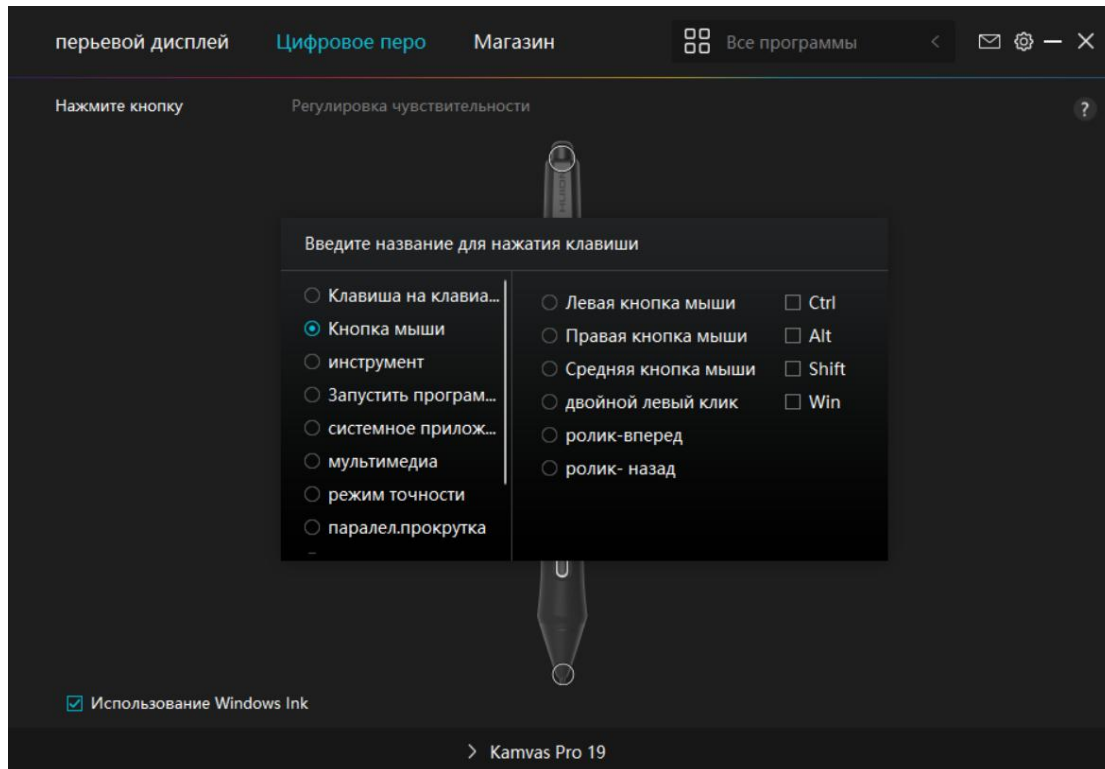 перьевой дисплей Цифровое перо Магазин Все программы <
Нажмите кнопку Регулировка чувствительности ?
HUION
Введите название для нажатия клавиши
Клавиша на клавиа...
Кнопка мыши
инструмент
Запустить програм...
системное прилож...
мультимедиа
режим точности
паралел.прокрутка
Левая кнопка мыши Ctrl
Правая кнопка мыши Alt
Средняя кнопка мыши Shift
двойной левый клик Win
ролик-вперед
ролик- назад
Использование Windows Ink
> Kamvas Pro 19